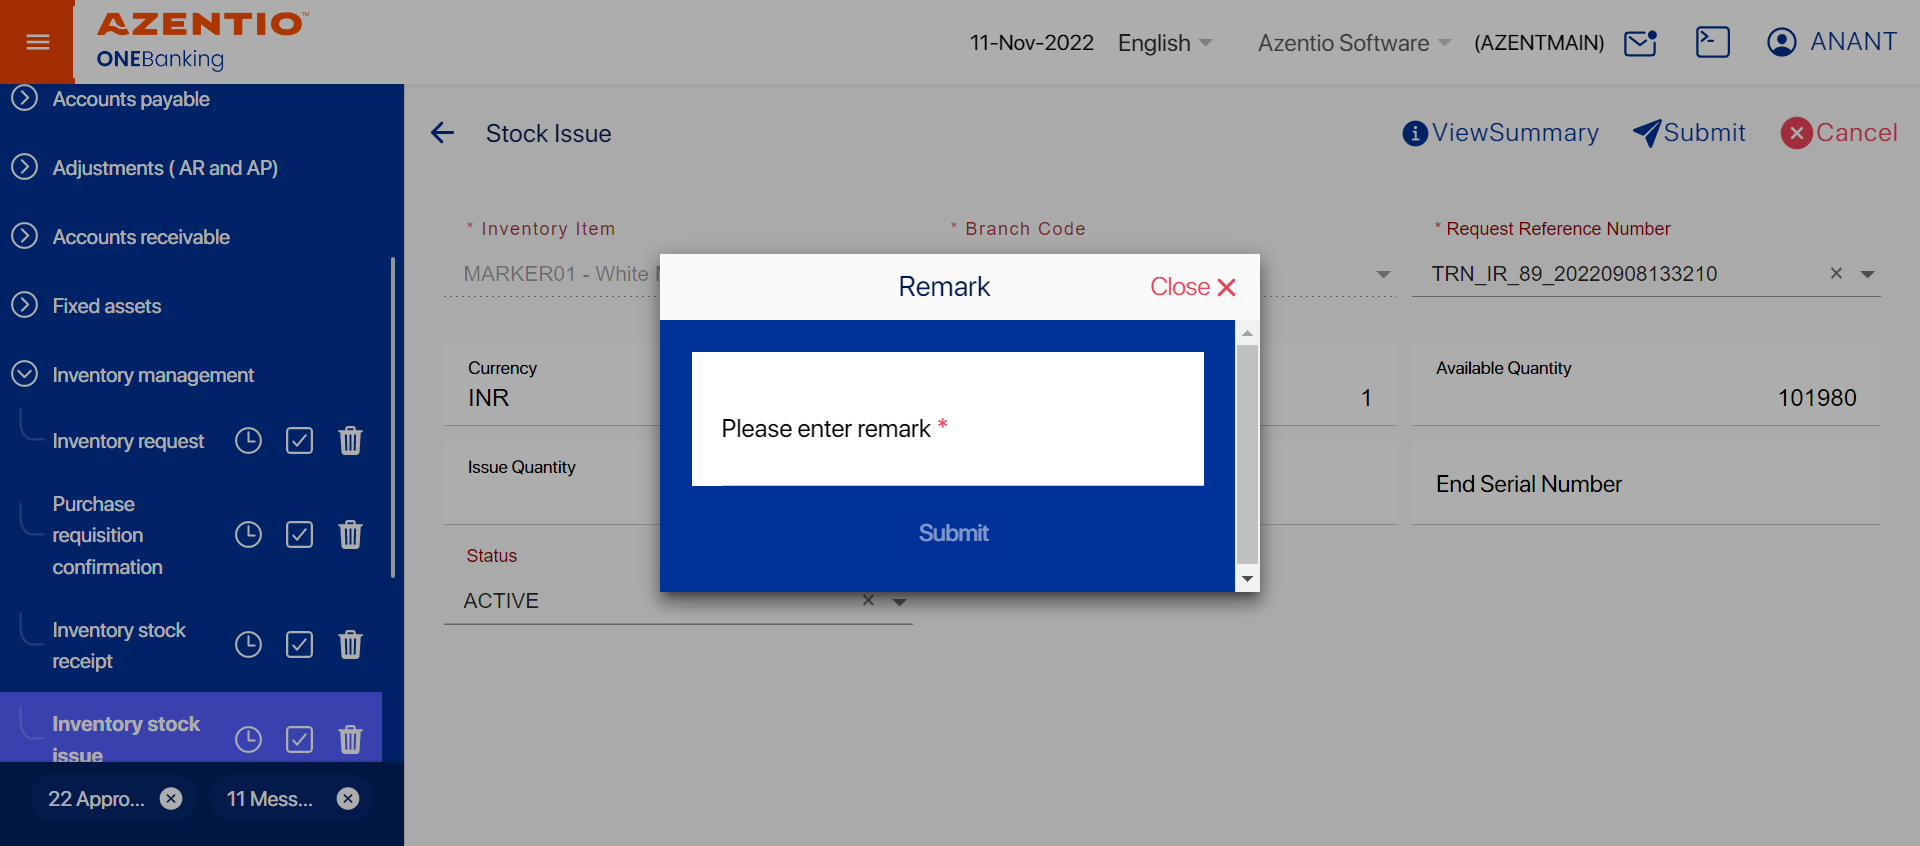 AZENTIO™
ONEBanking
11-Nov-2022
English
Azentio Software
(AZENTMAIN)
ANANT
Accounts payable
Adjustments ( AR and AP)
Accounts receivable
Fixed assets
Inventory management
Inventory request
Purchase
requisition
confirmation
Inventory stock
receipt
Inventory stock
issue
22 Appro...
11 Mess...
Stock Issue
ViewSummary
Submit
Cancel
* Inventory Item
* Branch Code
* Request Reference Number
MARKER01 - White
TRN_IR_89_20220908133210
Currency
INR
1
Available Quantity
101980
Issue Quantity
End Serial Number
Status
ACTIVE
Remark
Close
Please enter remark *
Submit